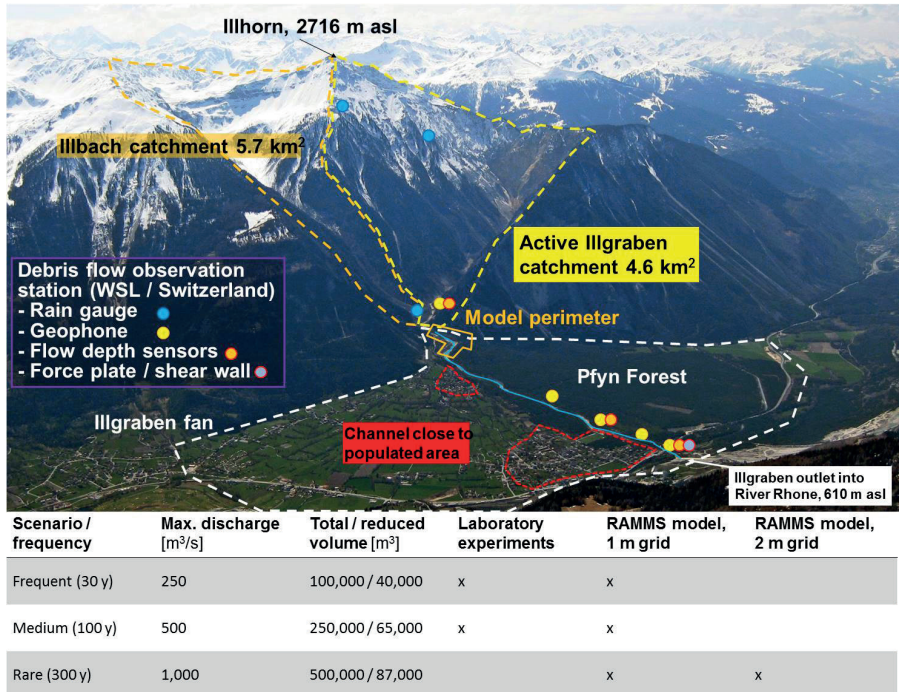 Illhorn, 2716 m asl
Illbach catchment 5.7 km²
Active Illgraben
catchment 4.6 km²
Debris flow observation
station (WSL / Switzerland)
- Rain gauge
- Geophone
- Flow depth sensors
- Force plate / shear wall
Model perimeter
Pfyn Forest
Illgraben fan
Channel close to
populated area
Illgraben outlet into
River Rhone, 610 m asl
Scenario / frequency Max. discharge [m³/s] Total / reduced volume [m³] Laboratory experiments RAMMS model, 1 m grid RAMMS model, 2 m grid
Frequent (30 y) 250 100,000 / 40,000 x x
Medium (100 y) 500 250,000 / 65,000 x x
Rare (300 y) 1,000 500,000 / 87,000 x x